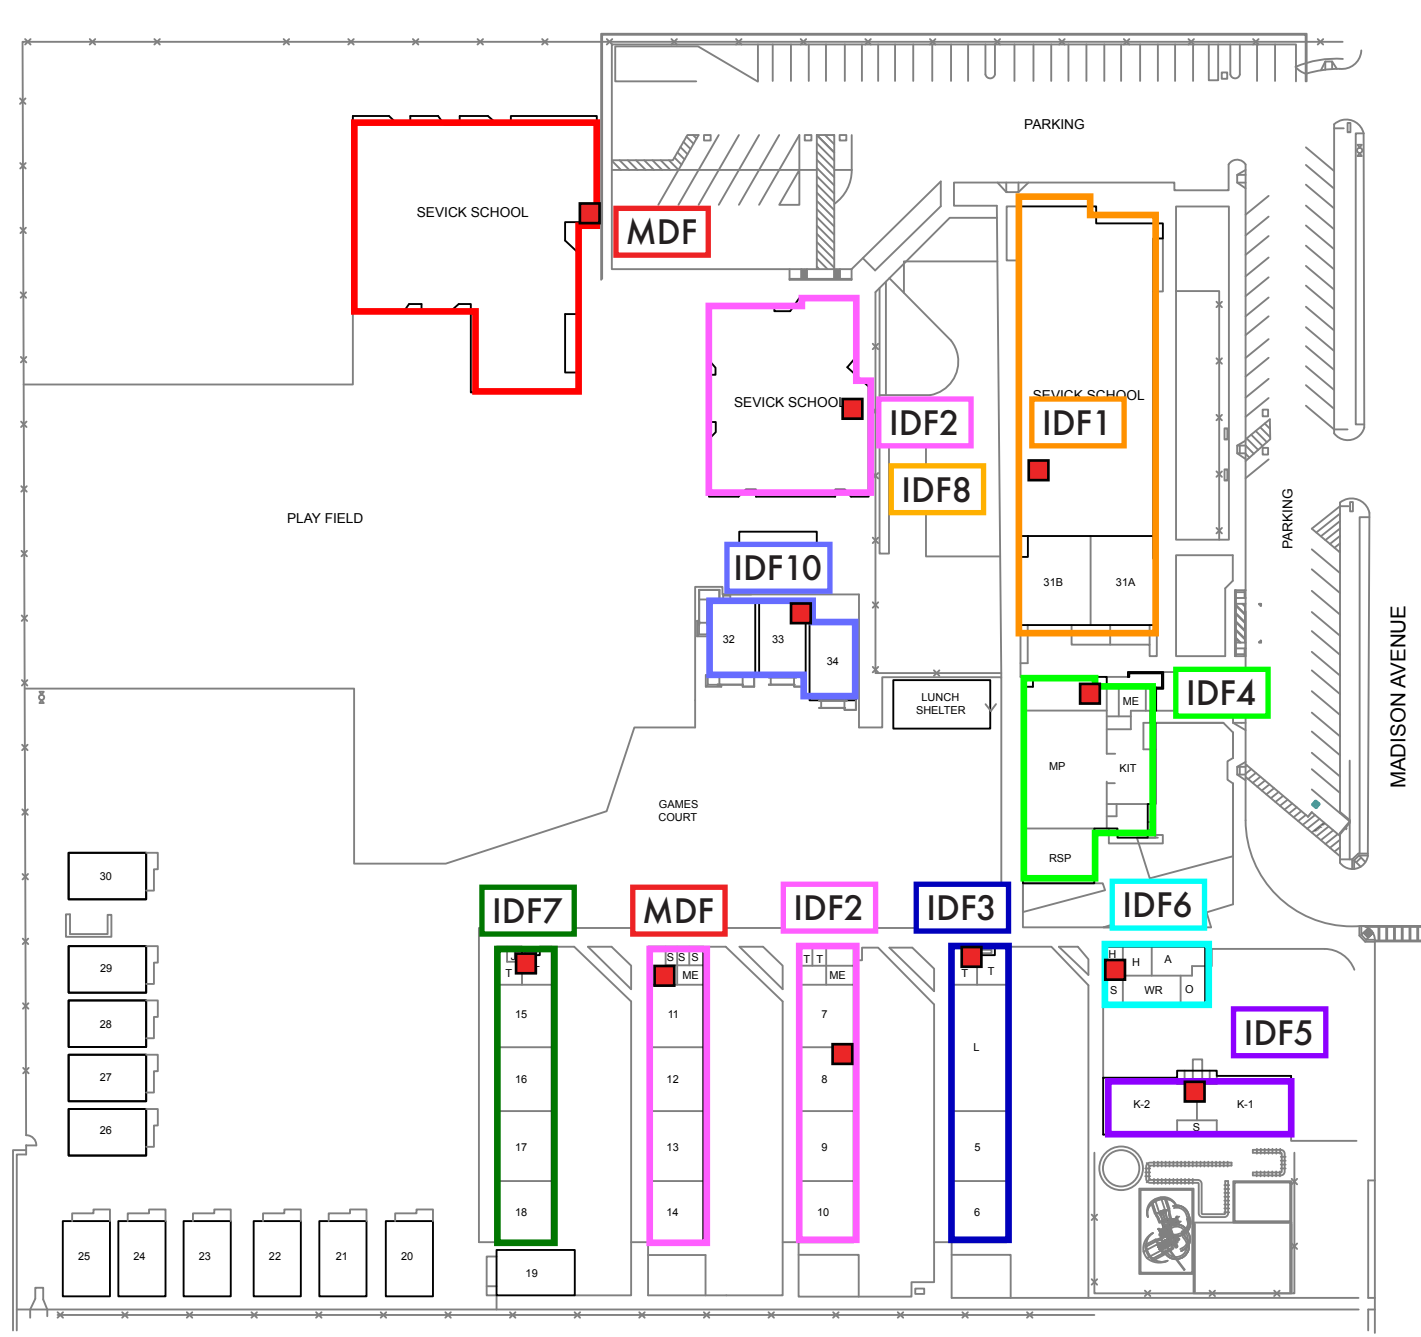 PARKING
SEVICK SCHOOL
MDF
SEVICK SCHOOL
SEVICK SCHOOL
IDF2
IDF1
IDF8
PLAY FIELD
PARKING
IDF10
31B
31A
32
33
34
MADISON AVENUE
LUNCH
SHELTER
ME
IDF4
MP
KIT
GAMES
COURT
RSP
30
IDF7
MDF
IDF2
IDF3
IDF6
29
T
S S S
ME
T T
ME
T
T
H
H
A
S
WR
O
28
15
11
7
L
IDF5
27
16
12
8
K-2
K-1
S
26
17
13
9
5
18
14
10
6
25
24
23
22
21
20
19